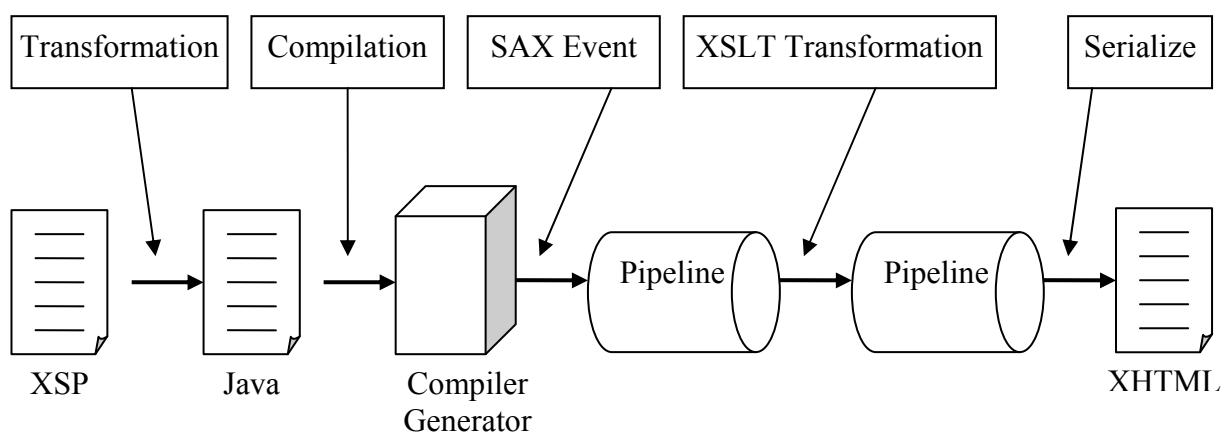 Transformation
Compilation
SAX Event
XSLT Transformation
Serialize
Pipeline
Pipeline
XSP
Java
Compiler
Generator
XHTML